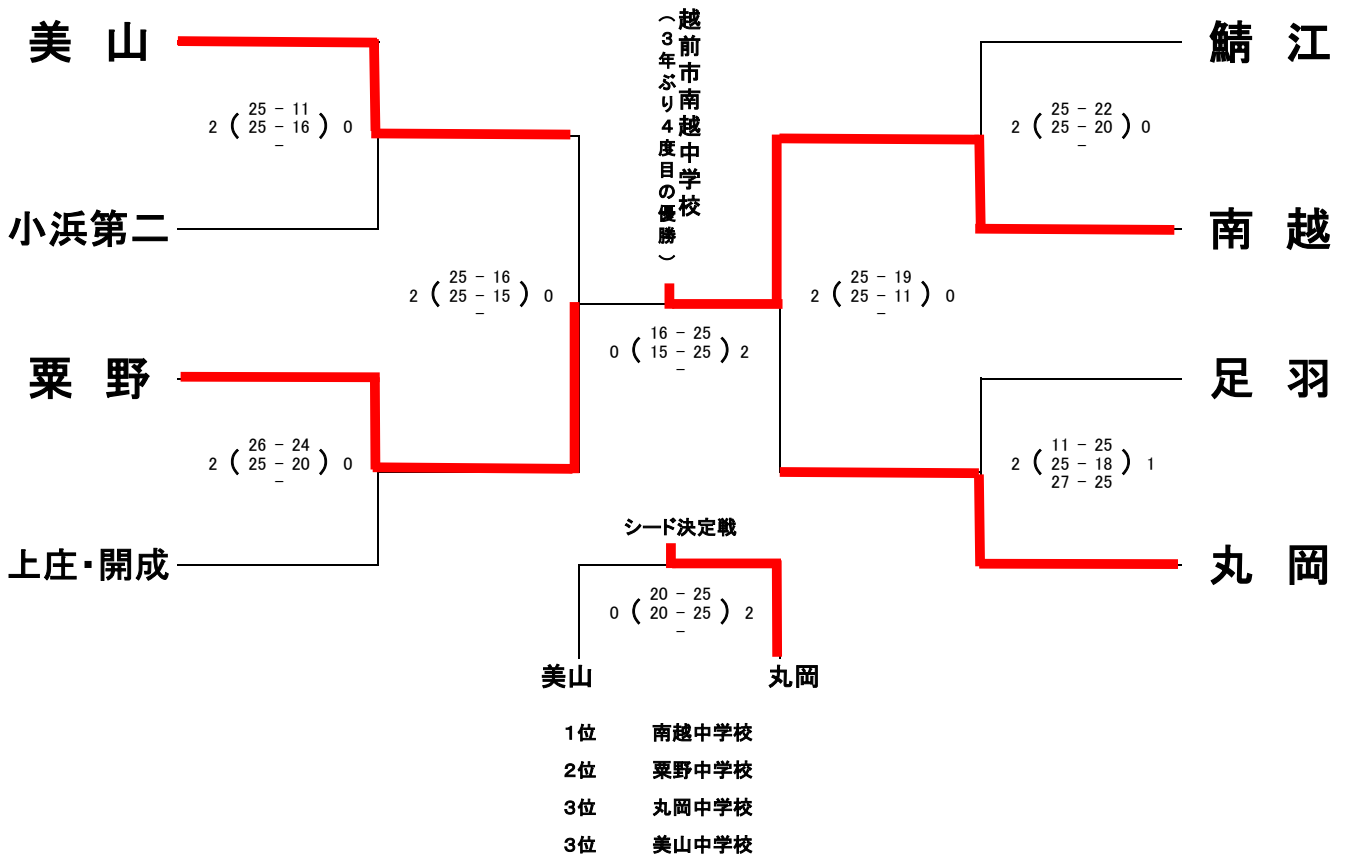 美山
25 - 11
2 ( 25 - 16 ) 0
-
小浜第二
25 - 16
2 ( 25 - 15 ) 0
-
粟野
26 - 24
2 ( 25 - 20 ) 0
-
上庄・開成
越前市南越中学校
(3年ぶり4度目の優勝)
16 - 25
0 ( 15 - 25 ) 2
-
鯖江
25 - 22
2 ( 25 - 20 ) 0
-
南越
25 - 19
2 ( 25 - 11 ) 0
-
足羽
11 - 25
2 ( 25 - 18 ) 1
27 - 25
丸岡
シード決定戦
20 - 25
0 ( 20 - 25 ) 2
-
美山 丸岡
1位 南越中学校
2位 粟野中学校
3位 丸岡中学校
3位 美山中学校